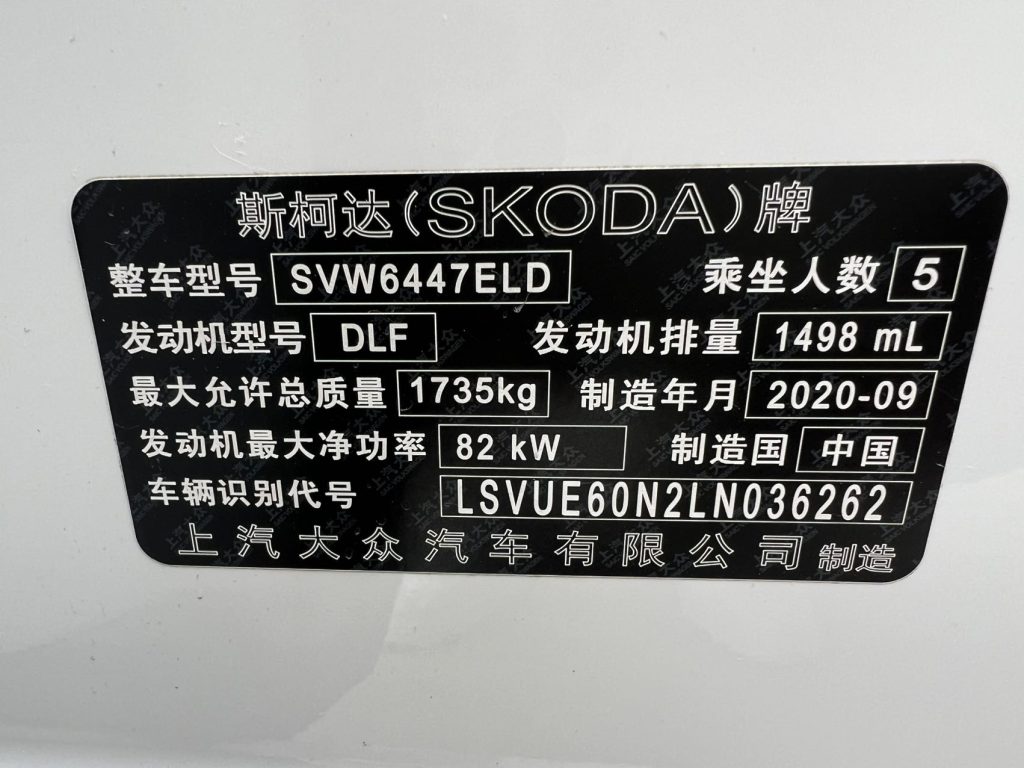 斯柯达(SKODA)牌
整车型号 SVW6447ELD 乘坐人数 5
发动机型号 DLF 发动机排量 1498 mL
最大允许总质量 1735kg 制造年月 2020-09
发动机最大净功率 82 kW 制造国 中国
车辆识别代号 LSVUE60N2LN036262
上汽大众汽车有限公司 制造